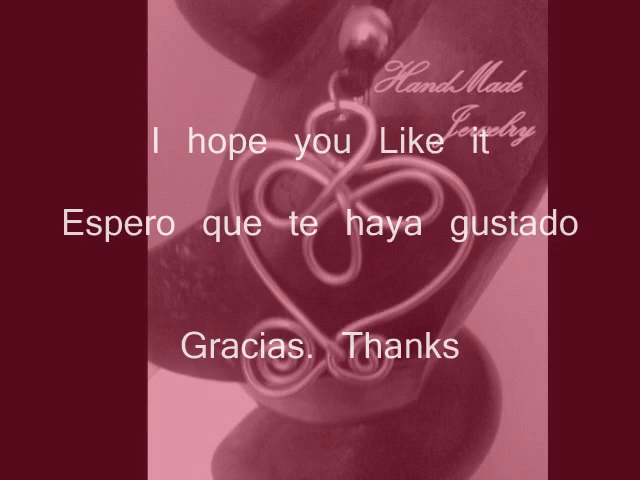 HandMade
Jewelry
I hope you Like it
Espero que te haya gustado
Gracias. Thanks